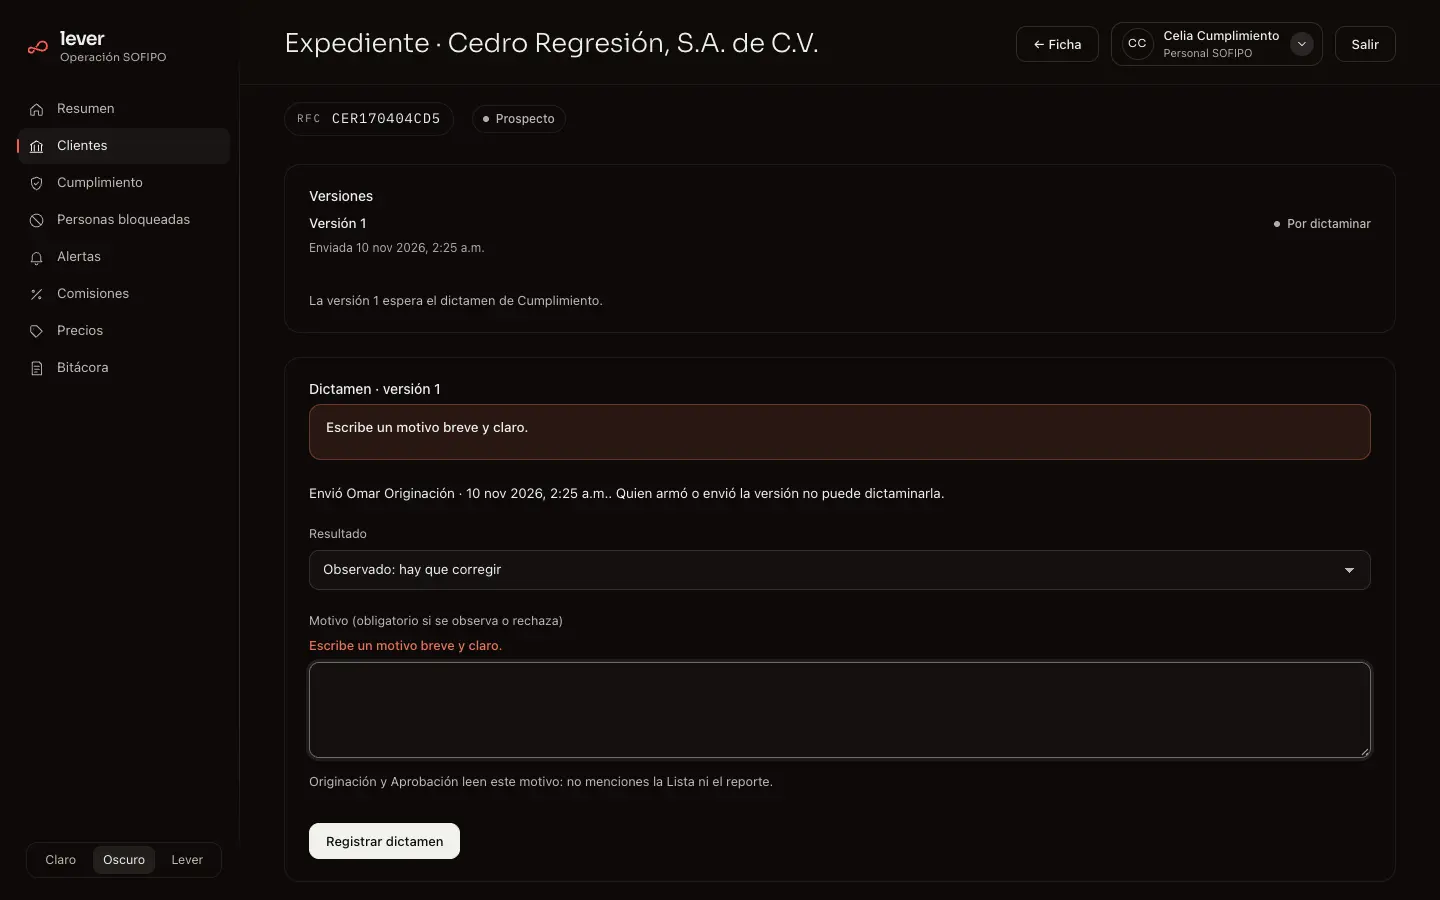 lever
Operación SOFIPO
Resumen
Clientes
Cumplimiento
Personas bloqueadas
Alertas
Comisiones
Precios
Bitácora
Claro
Oscuro
Lever
Expediente · Cedro Regresión, S.A. de C.V.
← Ficha
CC
Celia Cumplimiento
Personal SOFIPO
Salir
RFC CER170404CD5
Prospecto
Versiones
Versión 1
Por dictaminar
Enviada 10 nov 2026, 2:25 a.m.
La versión 1 espera el dictamen de Cumplimiento.
Dictamen · versión 1
Escribe un motivo breve y claro.
Envió Omar Originación · 10 nov 2026, 2:25 a.m.. Quien armó o envió la versión no puede dictaminarla.
Resultado
Observado: hay que corregir
Motivo (obligatorio si se observa o rechaza)
Escribe un motivo breve y claro.
Originación y Aprobación leen este motivo: no menciones la Lista ni el reporte.
Registrar dictamen